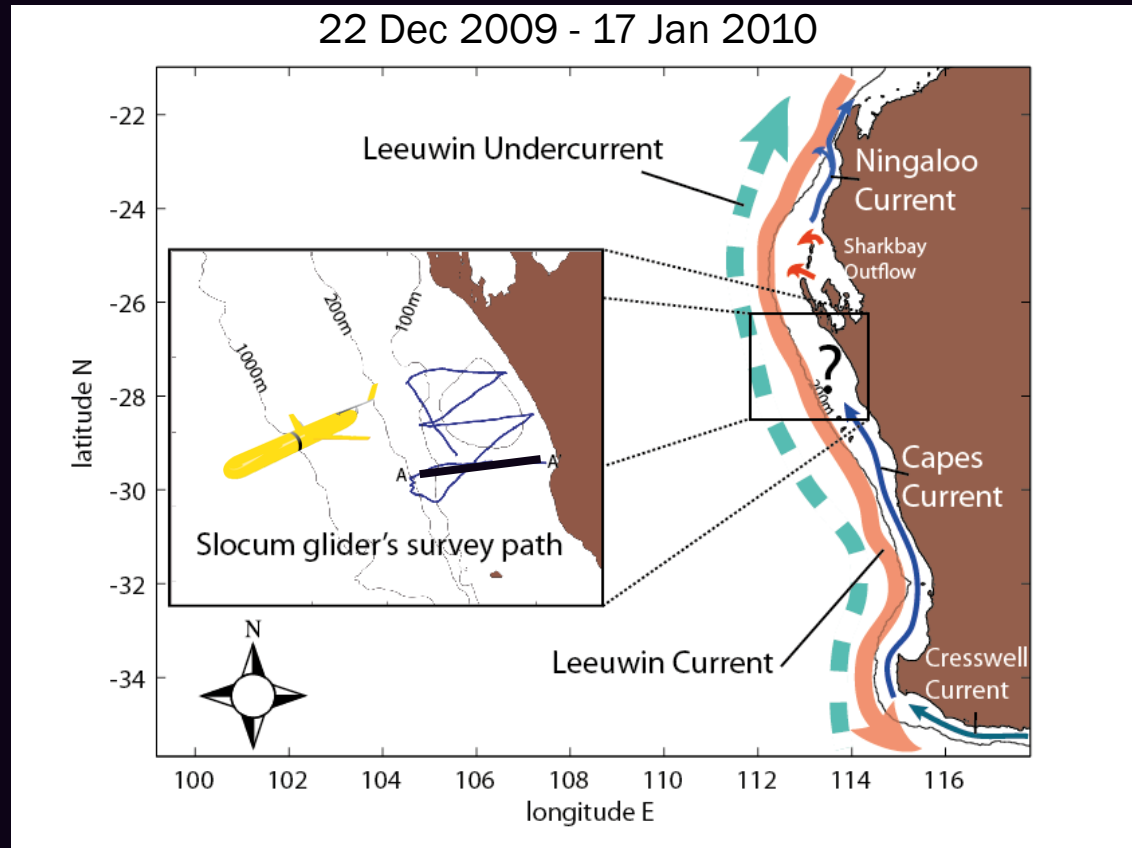 22 Dec 2009 - 17 Jan 2010
-22
-24
-26
-28
-30
-32
-34
latitude N
Leeuwin Undercurrent
Ningaloo
Current
Sharkbay
Outflow
1000m
200m
100m
A
A'
Slocum glider's survey path
?
200m
Capes
Current
Leeuwin Current
Cresswell
Current
N
100 102 104 106 108 110 112 114 116
longitude E